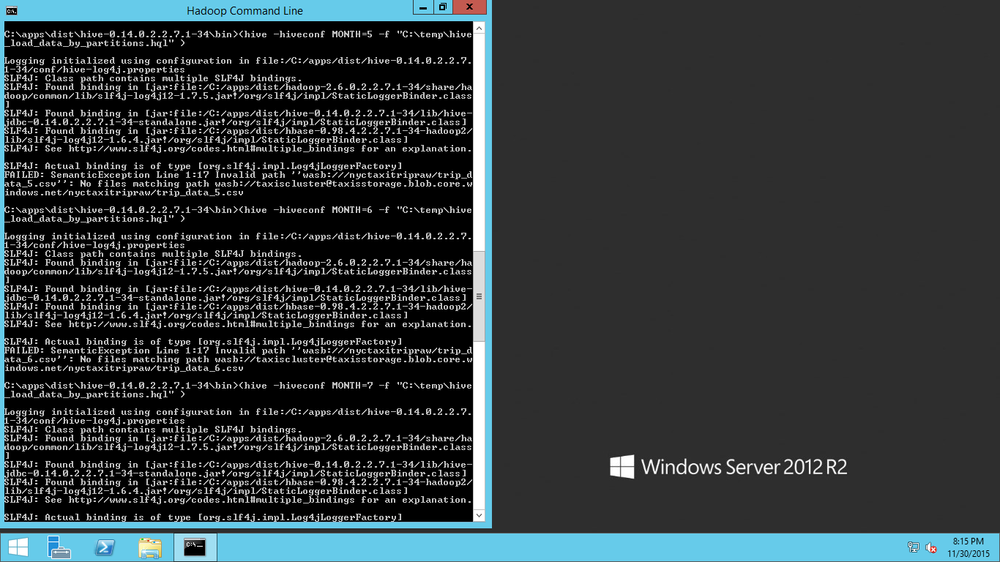 Hadoop Command Line
C:\apps\dist\hive-0.14.0.2.2.7.1-34\bin>(hive -hiveconf MONTH=5 -f "C:\temp\hive
_load_data_by_partitions.hql" )
Logging initialized using configuration in file:/C:/apps/dist/hive-0.14.0.2.2.7.
1-34/conf/hive-log4j.properties
SLF4J: Class path contains multiple SLF4J bindings.
SLF4J: Found binding in [jar:file:/C:/apps/dist/hadoop-2.6.0.2.2.7.1-34/share/ha
doop/common/lib/slf4j-log4j12-1.7.5.jar!/org/slf4j/impl/StaticLoggerBinder.class
]
SLF4J: Found binding in [jar:file:/C:/apps/dist/hive-0.14.0.2.2.7.1-34/lib/hive-
jdbc-0.14.0.2.2.7.1-34-standalone.jar!/org/slf4j/impl/StaticLoggerBinder.class]
SLF4J: Found binding in [jar:file:/C:/apps/dist/hbase-0.98.4.2.2.7.1-34-hadoop2/
lib/slf4j-log4j12-1.6.4.jar!/org/slf4j/impl/StaticLoggerBinder.class]
SLF4J: See http://www.slf4j.org/codes.html#multiple_bindings for an explanation.
SLF4J: Actual binding is of type [org.slf4j.impl.Log4jLoggerFactory]
FAILED: SemanticException Line 1:17 Invalid path ''wasb:///nyctaxitripraw/trip_d
ata_5.csv'': No files matching path wasb://taxiscluster@taxisstorage.blob.core.w
indows.net/nyctaxitripraw/trip_data_5.csv
C:\apps\dist\hive-0.14.0.2.2.7.1-34\bin>(hive -hiveconf MONTH=6 -f "C:\temp\hive
_load_data_by_partitions.hql" )
Logging initialized using configuration in file:/C:/apps/dist/hive-0.14.0.2.2.7.
1-34/conf/hive-log4j.properties
SLF4J: Class path contains multiple SLF4J bindings.
SLF4J: Found binding in [jar:file:/C:/apps/dist/hadoop-2.6.0.2.2.7.1-34/share/ha
doop/common/lib/slf4j-log4j12-1.7.5.jar!/org/slf4j/impl/StaticLoggerBinder.class
]
SLF4J: Found binding in [jar:file:/C:/apps/dist/hive-0.14.0.2.2.7.1-34/lib/hive-
jdbc-0.14.0.2.2.7.1-34-standalone.jar!/org/slf4j/impl/StaticLoggerBinder.class]
SLF4J: Found binding in [jar:file:/C:/apps/dist/hbase-0.98.4.2.2.7.1-34-hadoop2/
lib/slf4j-log4j12-1.6.4.jar!/org/slf4j/impl/StaticLoggerBinder.class]
SLF4J: See http://www.slf4j.org/codes.html#multiple_bindings for an explanation.
SLF4J: Actual binding is of type [org.slf4j.impl.Log4jLoggerFactory]
FAILED: SemanticException Line 1:17 Invalid path ''wasb:///nyctaxitripraw/trip_d
ata_6.csv'': No files matching path wasb://taxiscluster@taxisstorage.blob.core.w
indows.net/nyctaxitripraw/trip_data_6.csv
C:\apps\dist\hive-0.14.0.2.2.7.1-34\bin>(hive -hiveconf MONTH=7 -f "C:\temp\hive
_load_data_by_partitions.hql" )
Logging initialized using configuration in file:/C:/apps/dist/hive-0.14.0.2.2.7.
1-34/conf/hive-log4j.properties
SLF4J: Class path contains multiple SLF4J bindings.
SLF4J: Found binding in [jar:file:/C:/apps/dist/hadoop-2.6.0.2.2.7.1-34/share/ha
doop/common/lib/slf4j-log4j12-1.7.5.jar!/org/slf4j/impl/StaticLoggerBinder.class
]
SLF4J: Found binding in [jar:file:/C:/apps/dist/hive-0.14.0.2.2.7.1-34/lib/hive-
jdbc-0.14.0.2.2.7.1-34-standalone.jar!/org/slf4j/impl/StaticLoggerBinder.class]
SLF4J: Found binding in [jar:file:/C:/apps/dist/hbase-0.98.4.2.2.7.1-34-hadoop2/
lib/slf4j-log4j12-1.6.4.jar!/org/slf4j/impl/StaticLoggerBinder.class]
SLF4J: See http://www.slf4j.org/codes.html#multiple_bindings for an explanation.
SLF4J: Actual binding is of type [org.slf4j.impl.Log4jLoggerFactory]
Windows Server 2012 R2
8:15 PM
11/30/2015